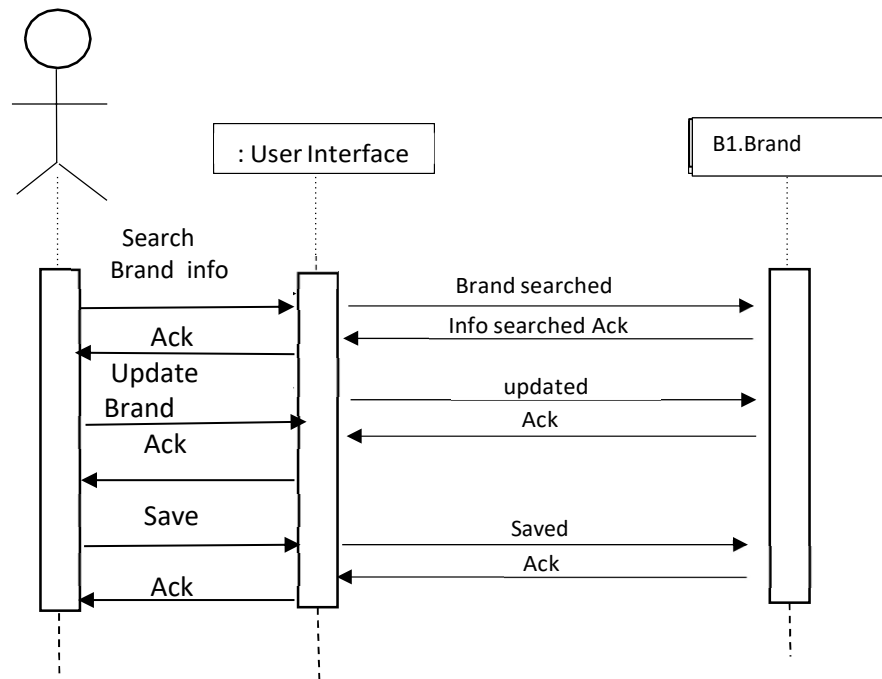 : User Interface
B1.Brand
Search
Brand info
Brand searched
Info searched Ack
Ack
Update
Brand
updated
Ack
Ack
Save
Saved
Ack
Ack